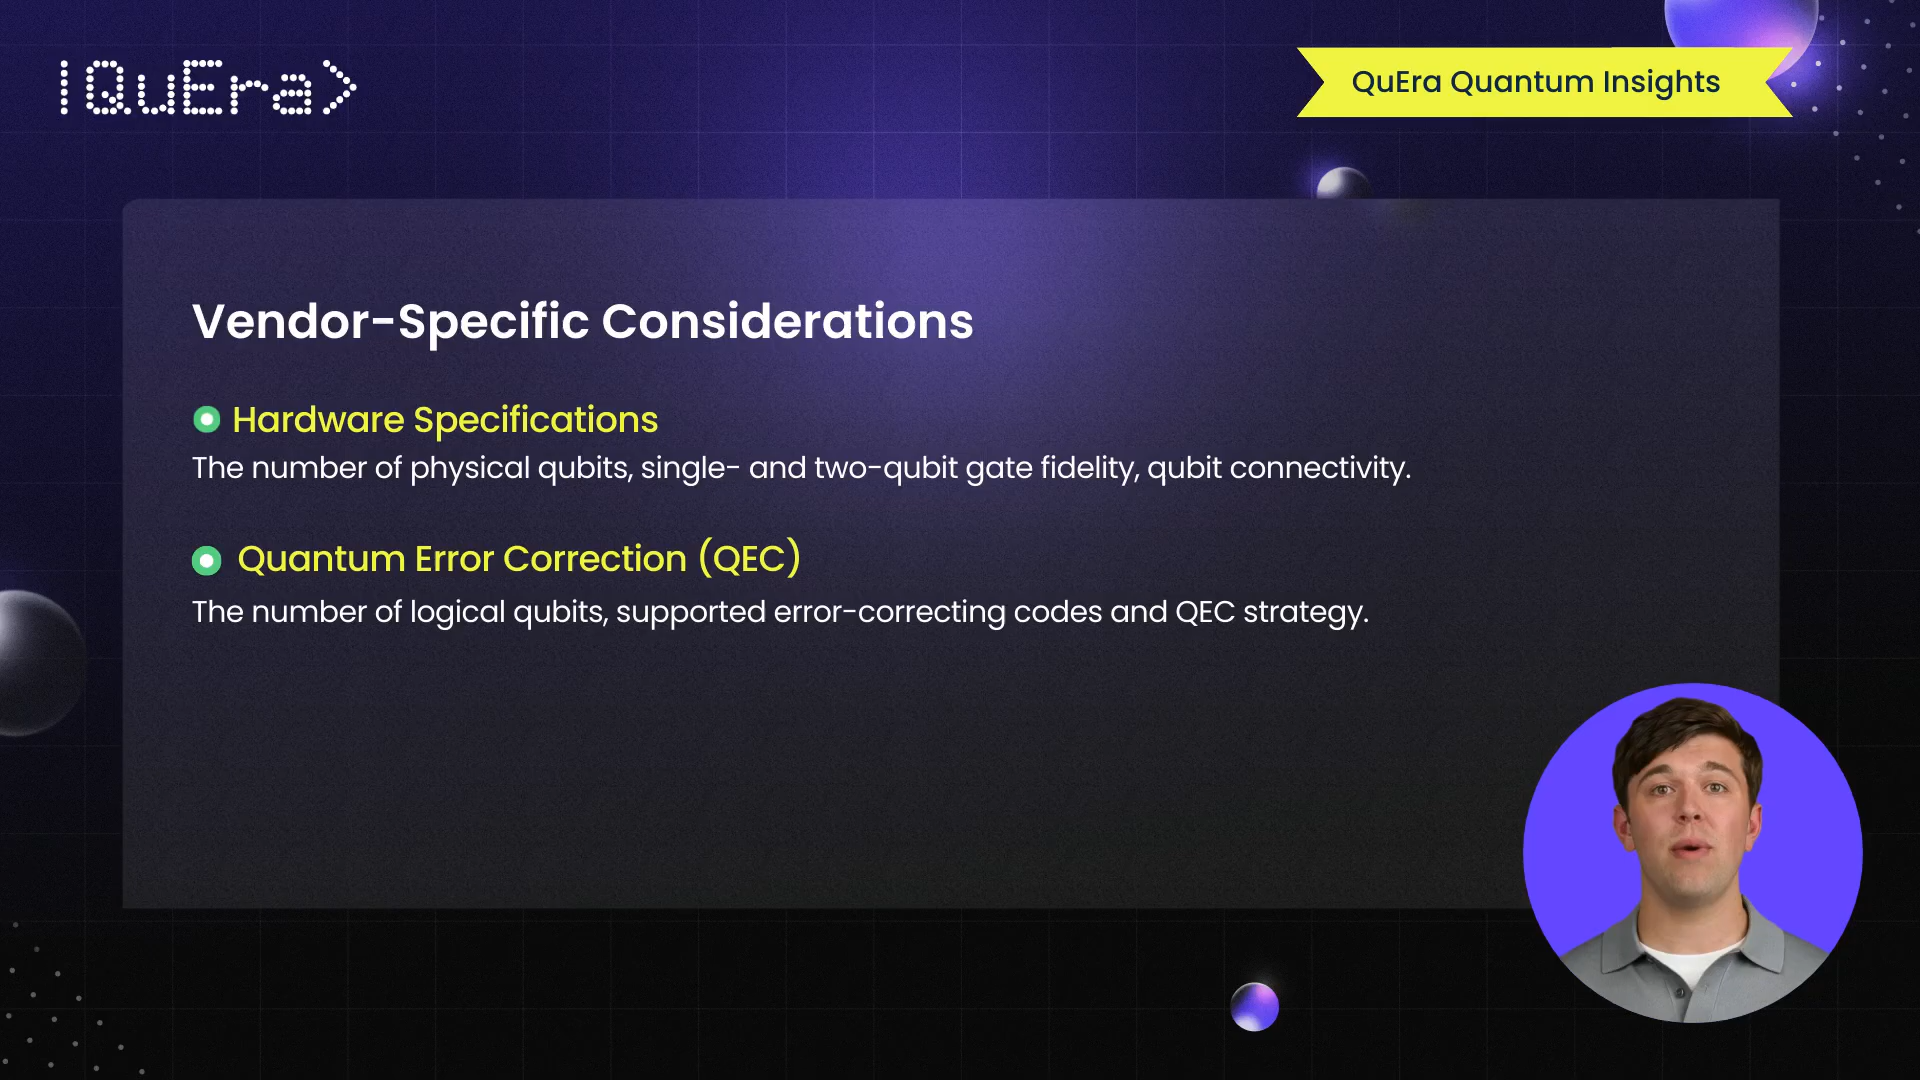 |QuEra>
QuEra Quantum Insights
Vendor-Specific Considerations
Hardware Specifications
The number of physical qubits, single- and two-qubit gate fidelity, qubit connectivity.
Quantum Error Correction (QEC)
The number of logical qubits, supported error-correcting codes and QEC strategy.